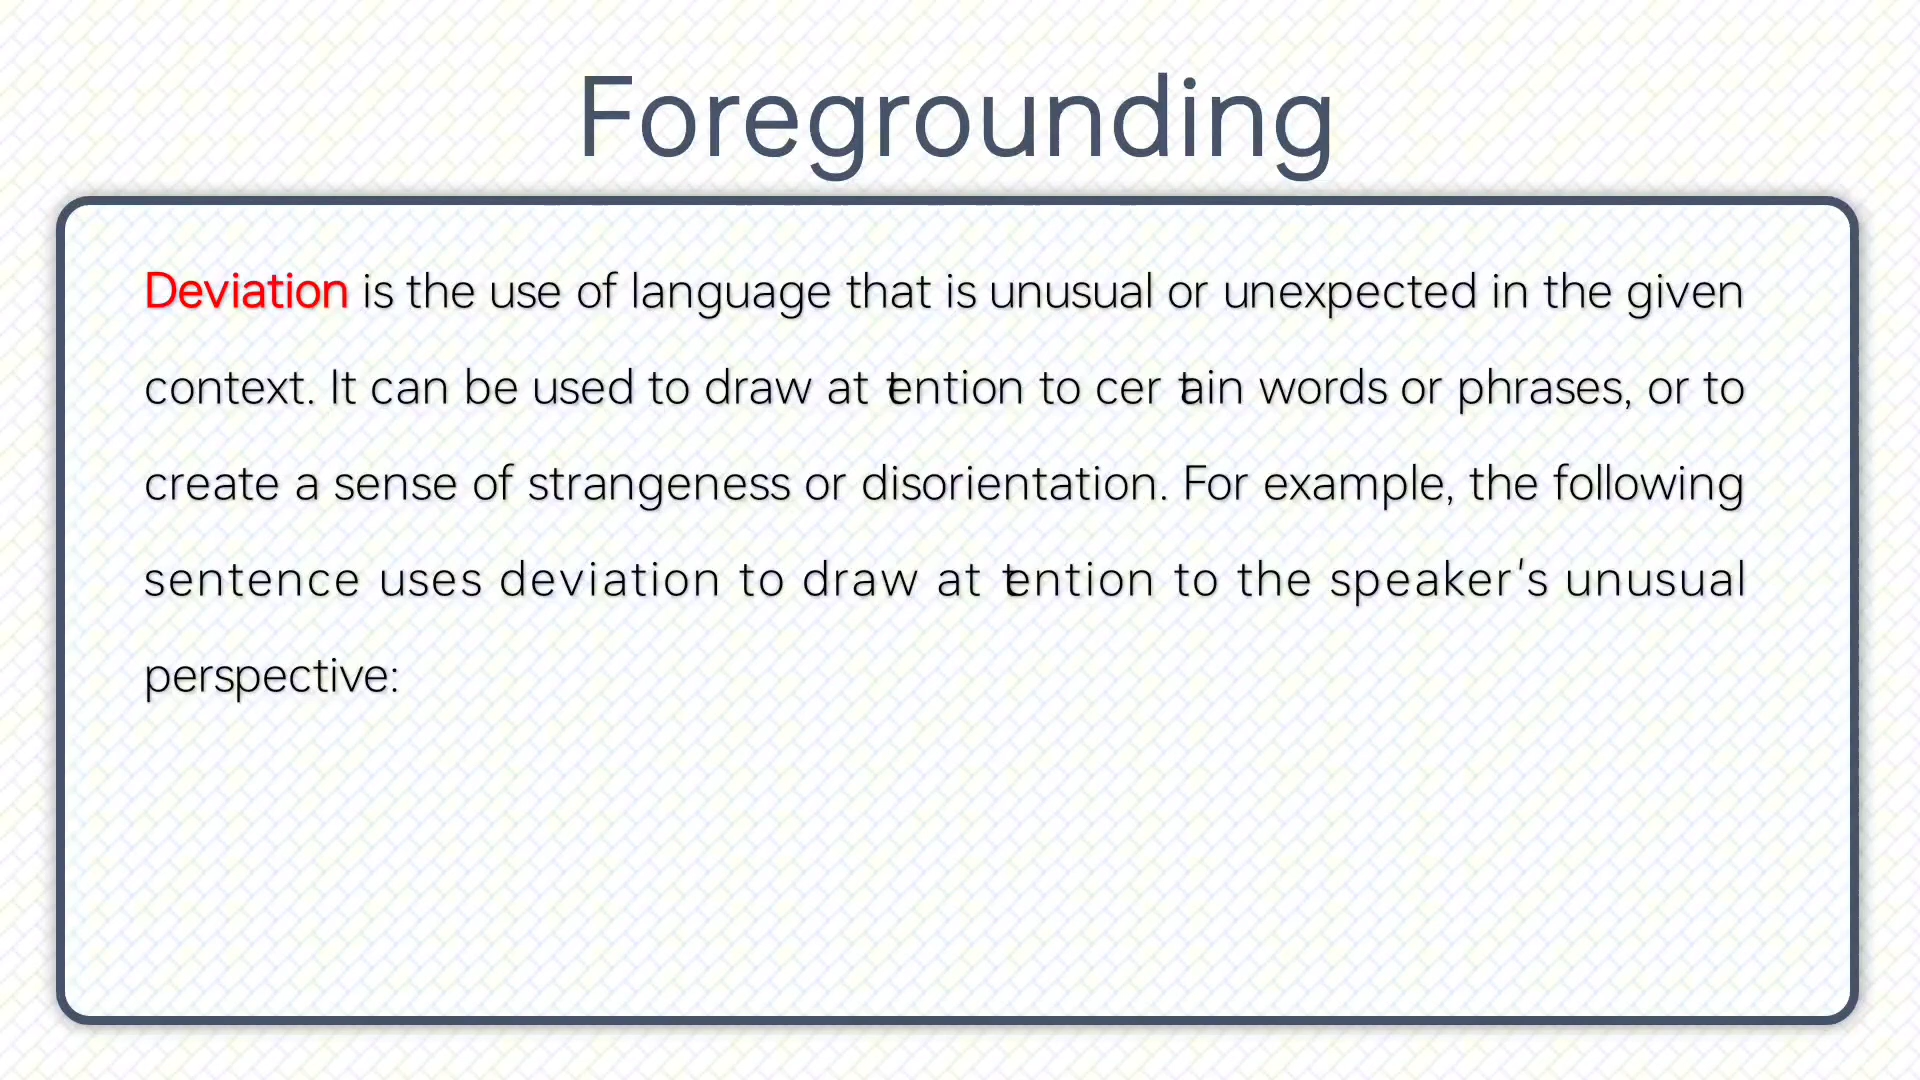 Foregrounding
Deviation is the use of language that is unusual or unexpected in the given
context. It can be used to draw at tention to cer tain words or phrases, or to
create a sense of strangeness or disorientation. For example, the following
sentence uses deviation to draw at tention to the speaker's unusual
perspective: